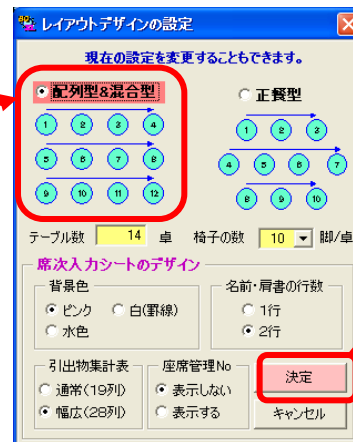 レイアウトデザインの設定
現在の設定を変更することもできます。
配列型&混合型
正餐型
1 2 3 4
5 6 7 8
9 10 11 12
1 2 3
4 5 6 7
8 9 10
テーブル数 14 卓 椅子の数 10 脚/卓
席次入力シートのデザイン
背景色
ピンク 白(罫線)
水色
名前・肩書の行数
1行
2行
引出物集計表
通常(19列)
幅広(28列)
座席管理No
表示しない
表示する
決定
キャンセル